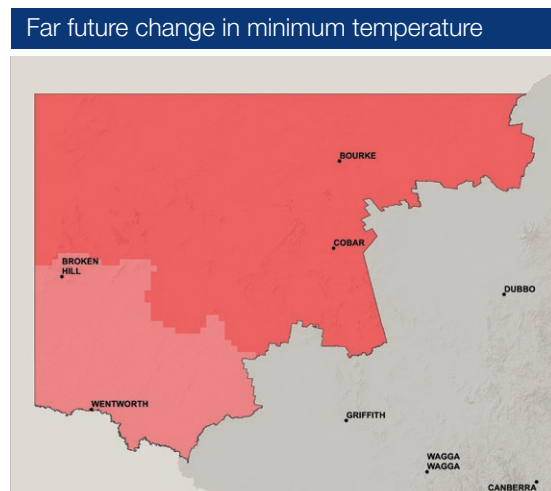 Far future change in minimum temperature
BOURKE
COBAR
BROKEN
HILL
DUBBO
WENTWORTH
GRIFFITH
WAGGA
WAGGA
CANBERRA